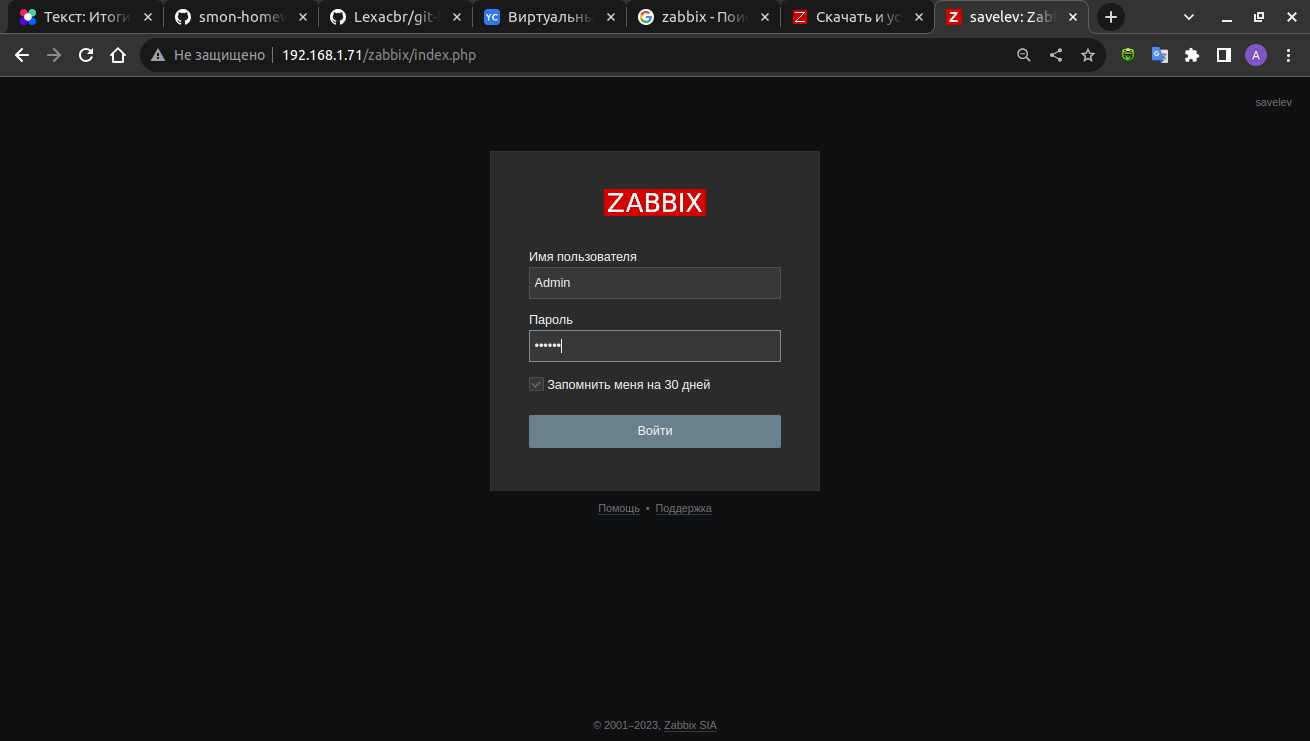 Текст: Итоги
smon-homew
Lexacbr/git-
YC
Виртуальны
zabbix - Пои
Z
Скачать и ус
Z
savelev: Zab
Не защищено
192.168.1.71/zabbix/index.php
A
savelev
ZABBIX
Имя пользователя
Admin
Пароль
••••••
Запомнить меня на 30 дней
Войти
Помощь • Поддержка
© 2001–2023, Zabbix SIA